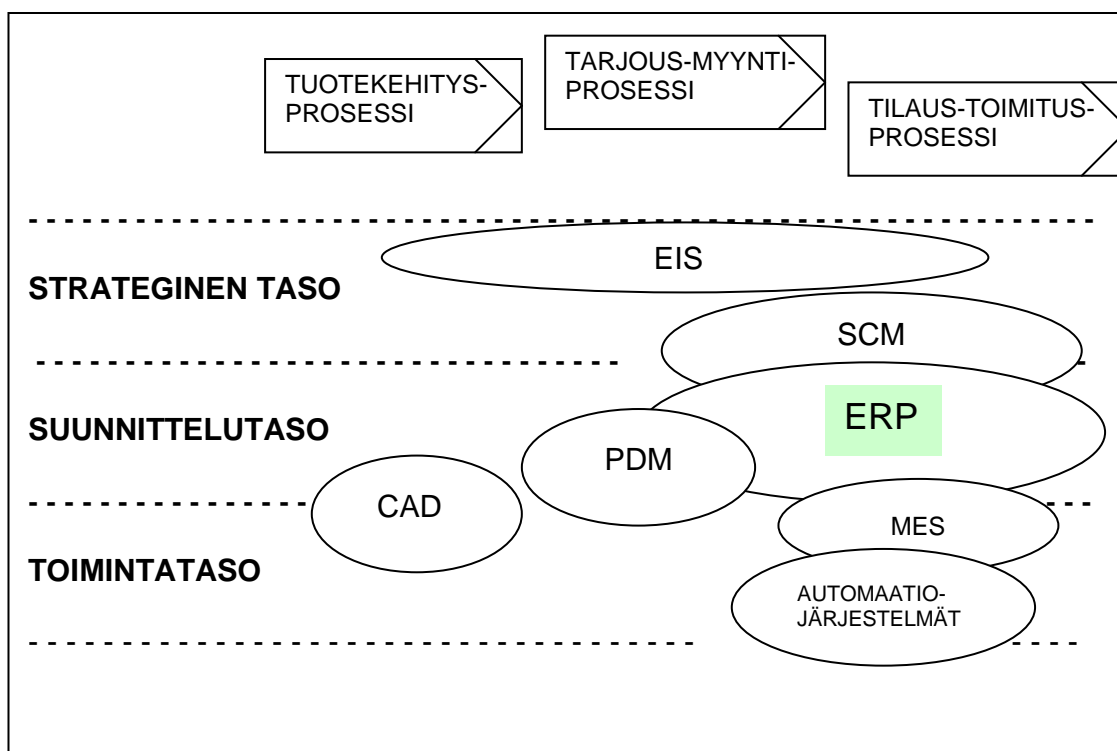 TUOTEKEHITYS-
PROSESSI
TARJOUS-MYYNTI-
PROSESSI
TILAUS-TOIMITUS-
PROSESSI
EIS
STRATEGINEN TASO
SCM
SUUNNITTELUTASO
ERP
PDM
CAD
MES
TOIMINTATASO
AUTOMAATIO-
JÄRJESTELMÄT